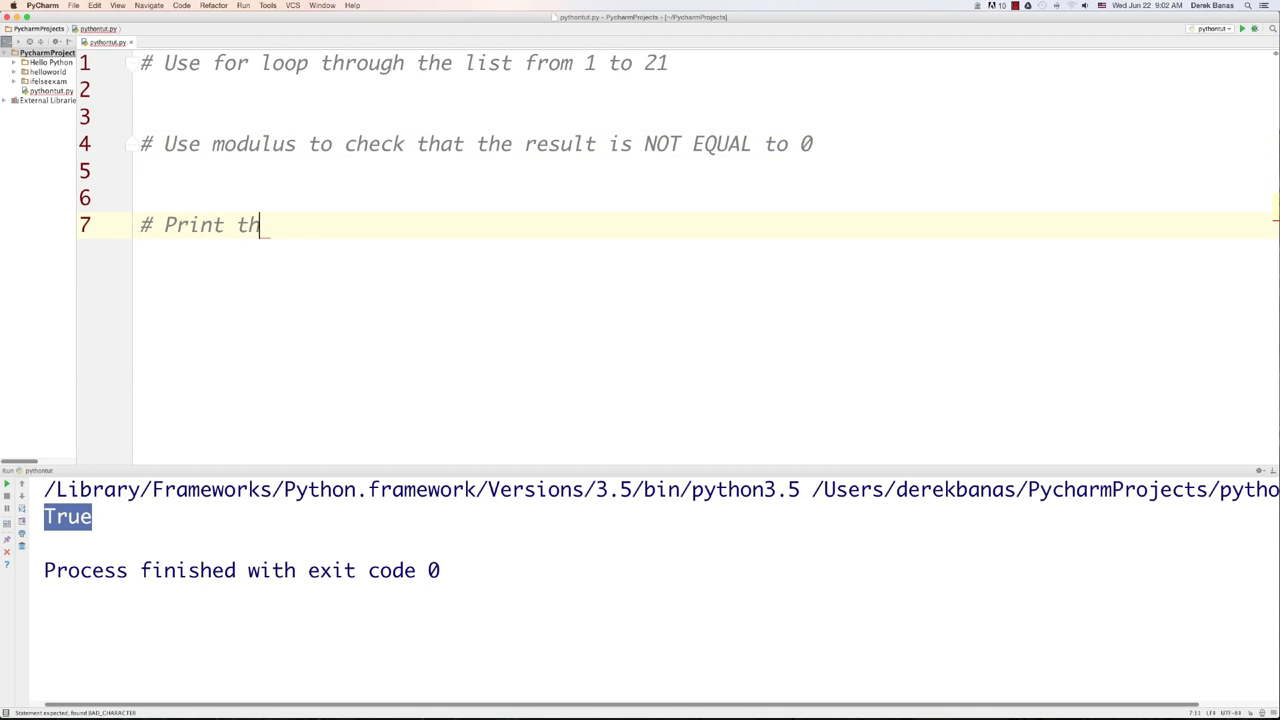 PyCharm File Edit View Navigate Code Refactor Run Tools VCS Window Help 10 Wed Jun 22 9:02 AM Derek Banas
pythontut.py - PycharmProjects - [~/PycharmProjects]
PycharmProjects pythontut.py pythontut
pythontut.py
PycharmProject
Hello Python
helloworld
ifelseexam
pythontut.py
External Librarie
1 # Use for loop through the list from 1 to 21
2
3
4 # Use modulus to check that the result is NOT EQUAL to 0
5
6
7 # Print th
Run pythontut
/Library/Frameworks/Python.framework/Versions/3.5/bin/python3.5 /Users/derekbanas/PycharmProjects/pytho
True
Process finished with exit code 0
Statement expected, found BAD_CHARACTER 7:11 LF UTF-8